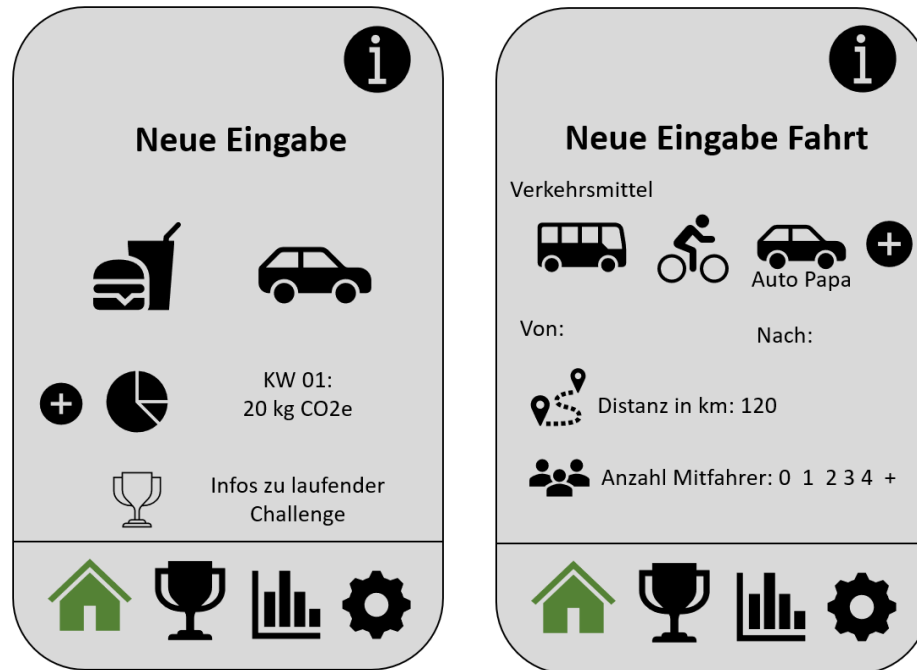 Neue Eingabe
KW 01:
20 kg CO2e
Infos zu laufender
Challenge
Neue Eingabe Fahrt
Verkehrsmittel
Auto Papa
Von:
Nach:
Distanz in km: 120
Anzahl Mitfahrer: 0 1 2 3 4 +